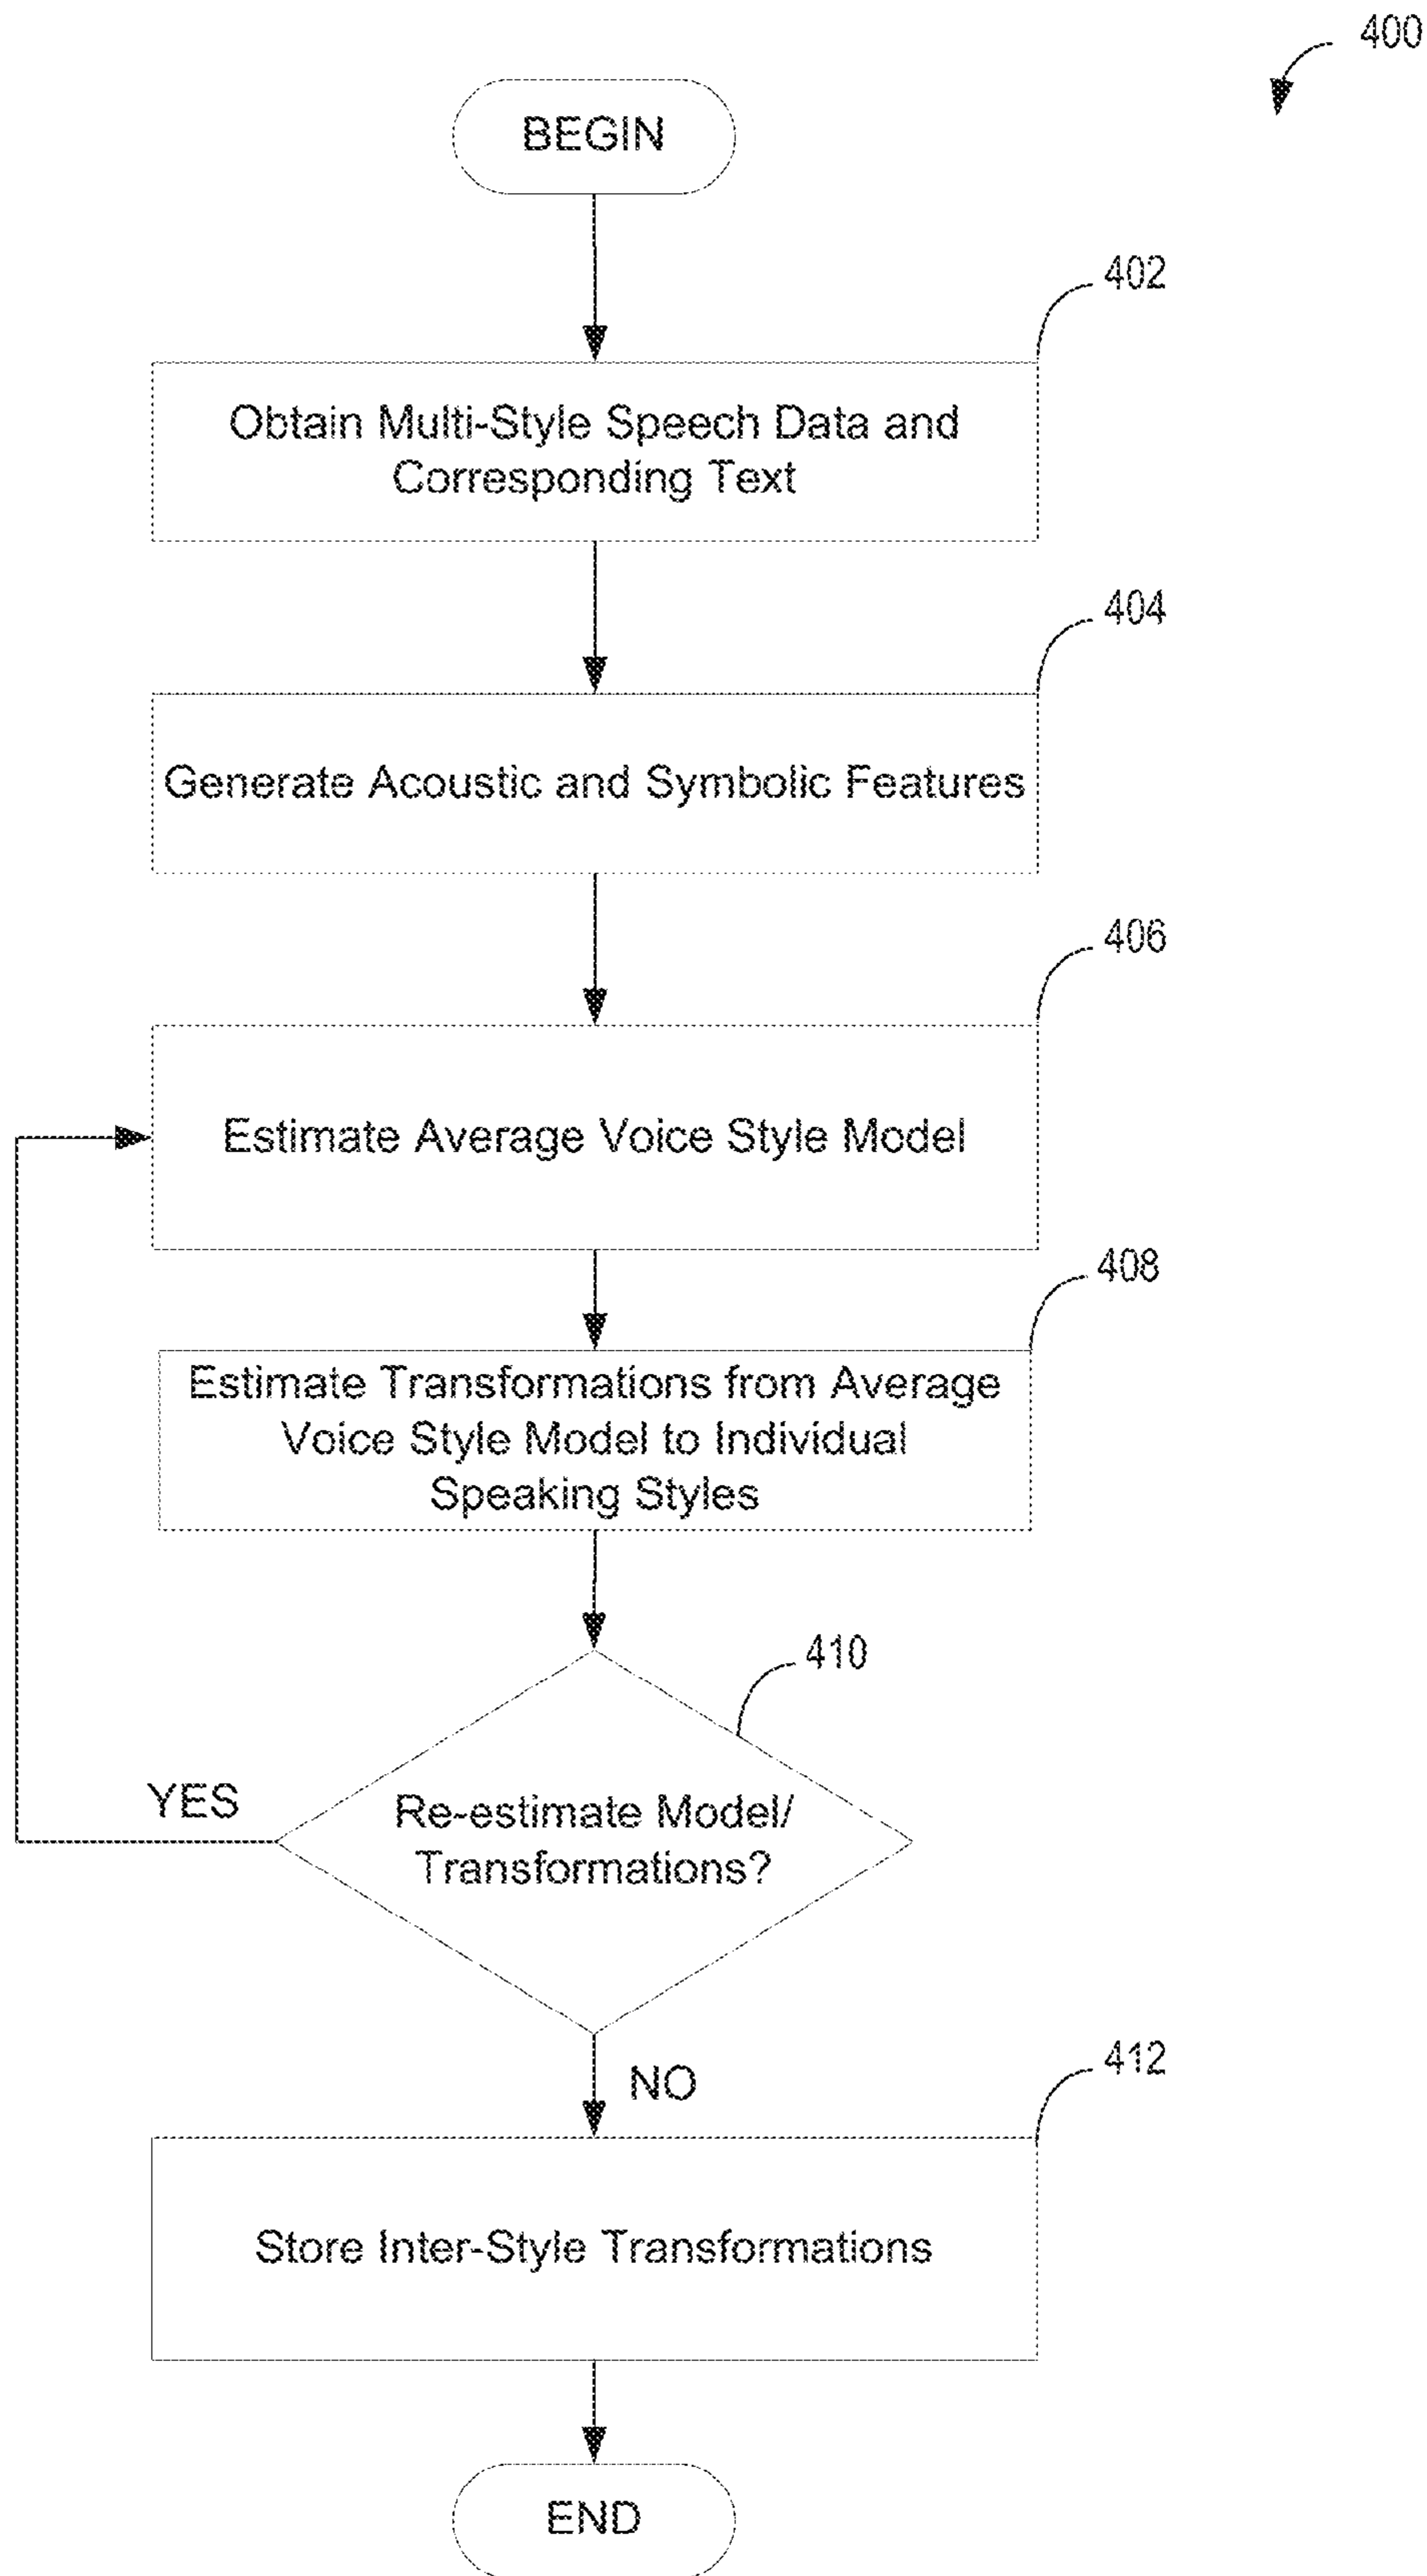 400
BEGIN
402
Obtain Multi-Style Speech Data and
Corresponding Text
404
Generate Acoustic and Symbolic Features
406
Estimate Average Voice Style Model
408
Estimate Transformations from Average
Voice Style Model to Individual
Speaking Styles
410
YES
Re-estimate Model/
Transformations?
NO
412
Store Inter-Style Transformations
END